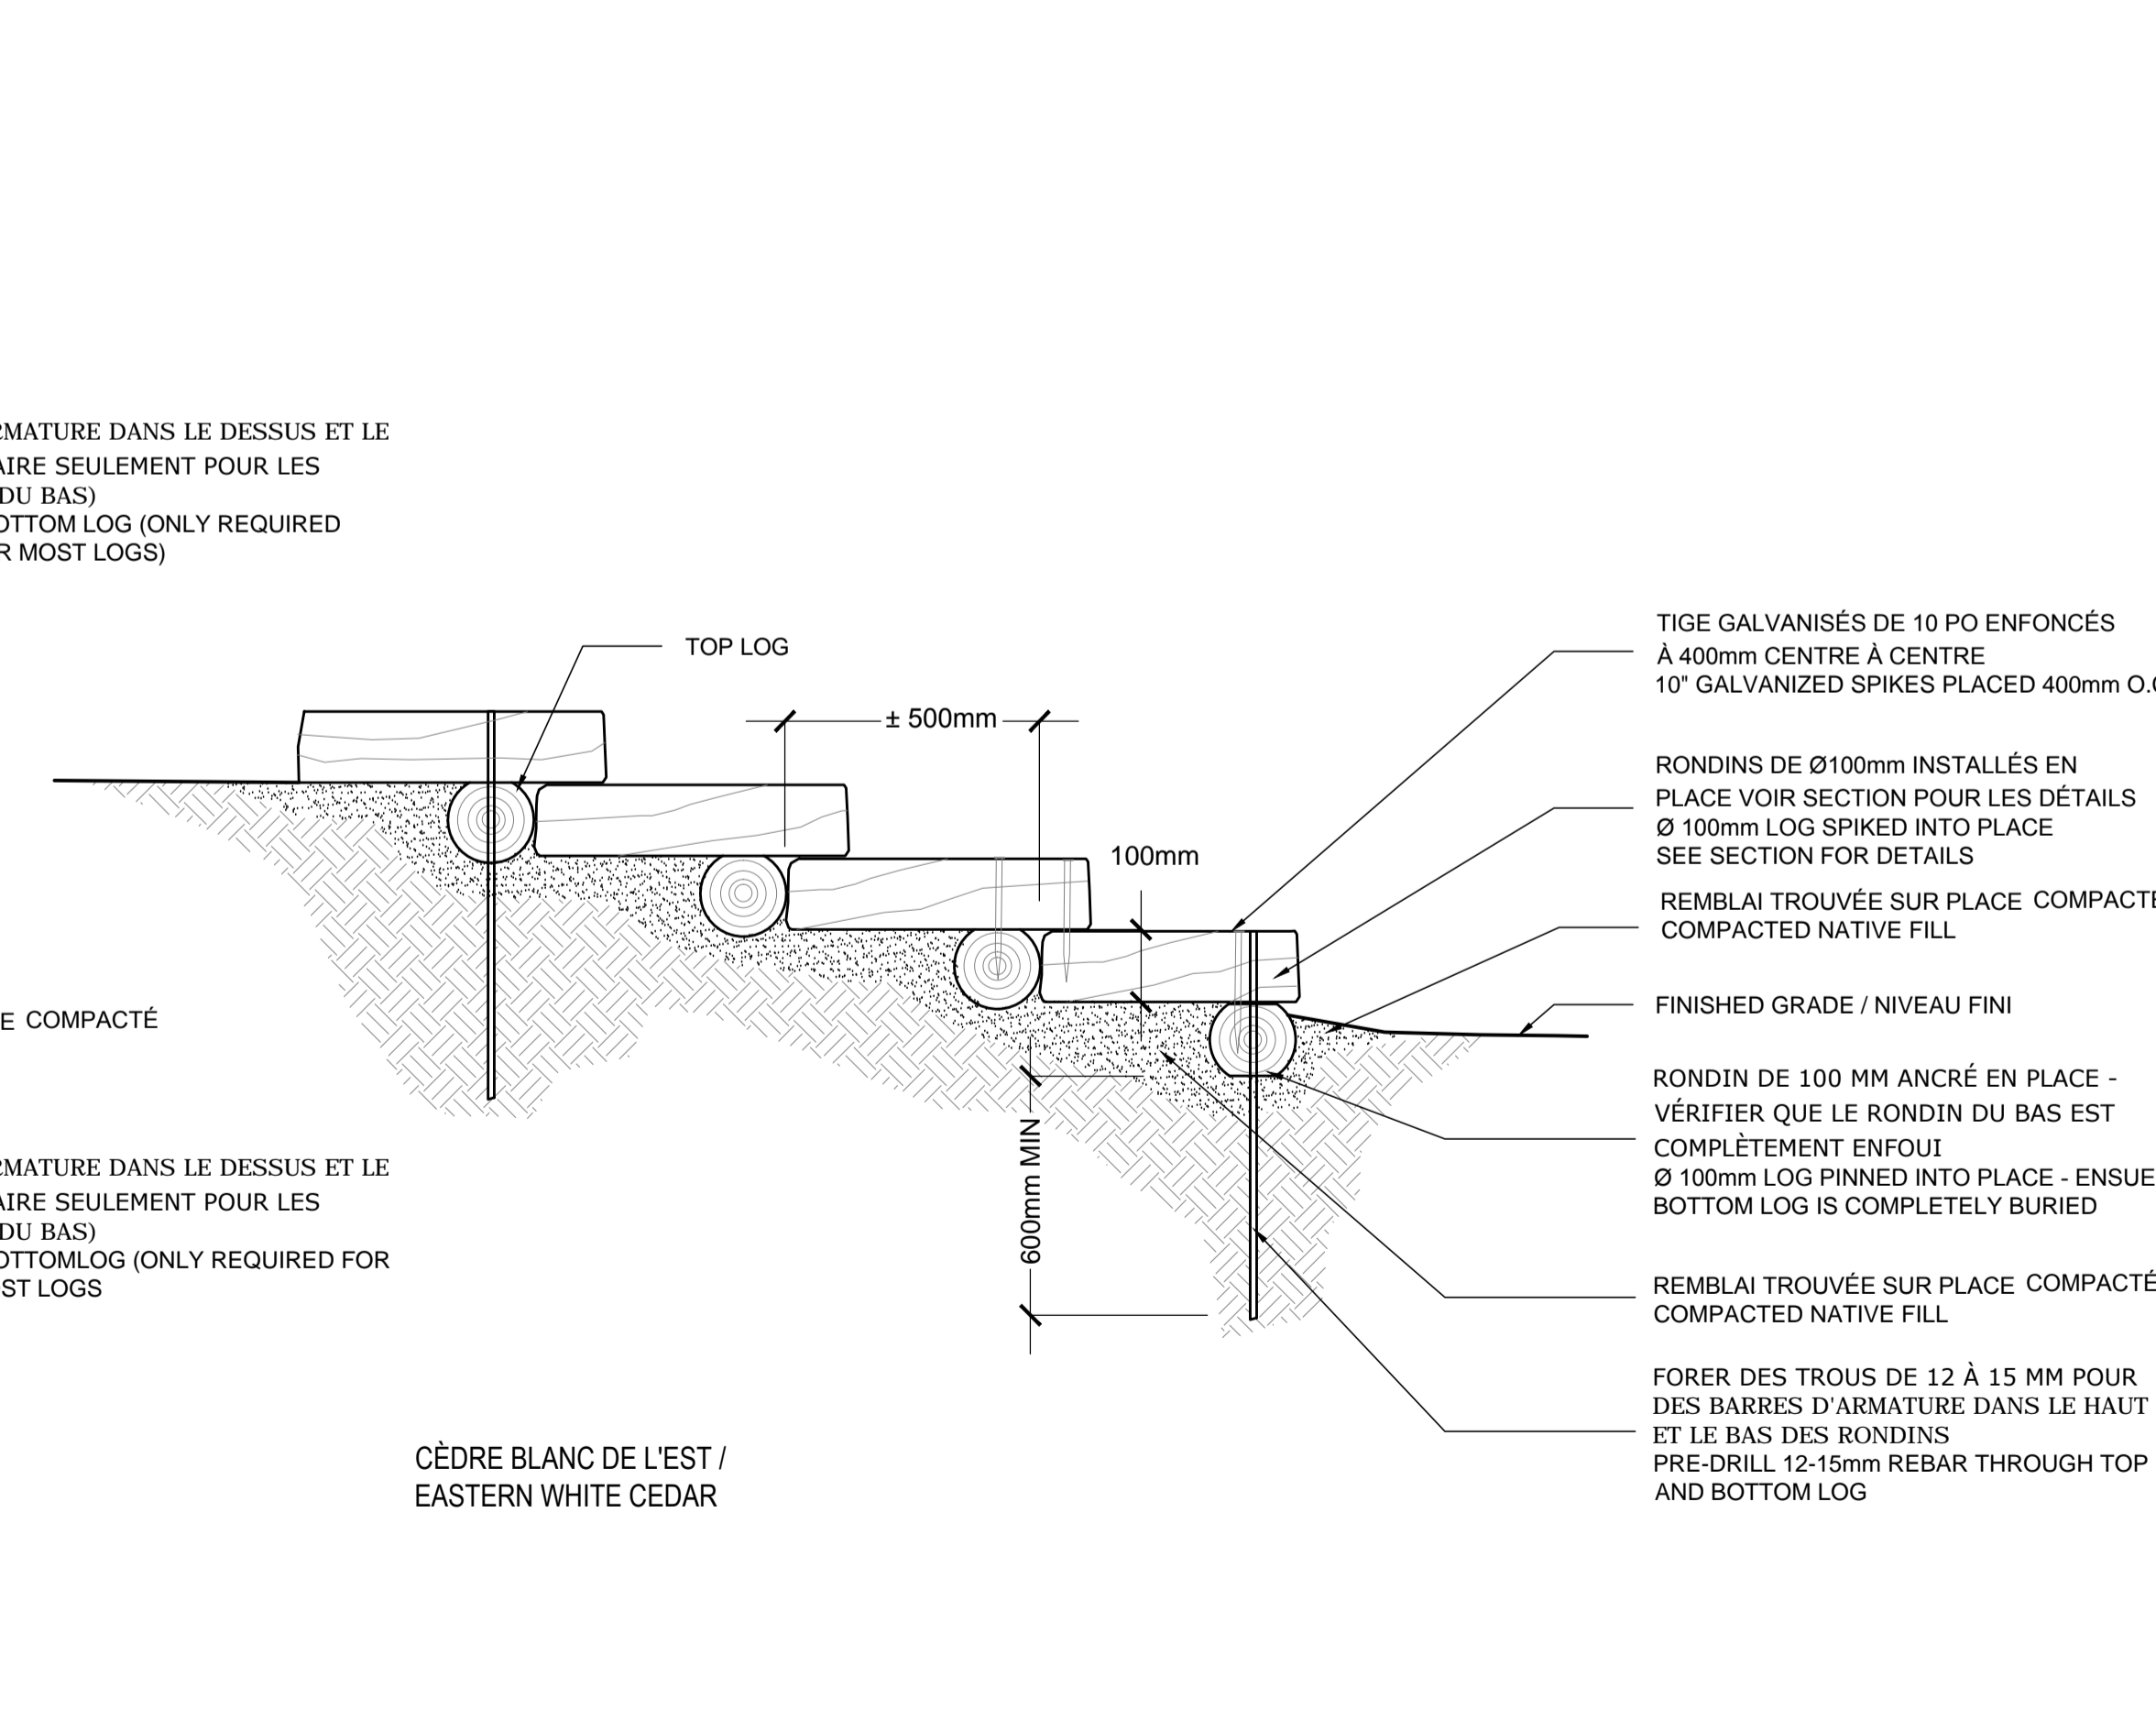 DANS LE DESSUS ET LE
SEULEMENT POUR LES
DU BAS)
LOG (ONLY REQUIRED
MOST LOGS)
TOP LOG
± 500mm
100mm
600mm MIN
COMPACTÉ
DANS LE DESSUS ET LE
SEULEMENT POUR LES
DU BAS)
(ONLY REQUIRED FOR
LOGS
CÈDRE BLANC DE L'EST /
EASTERN WHITE CEDAR
TIGE GALVANISÉS DE 10 PO ENFONCÉS
À 400mm CENTRE À CENTRE
10" GALVANIZED SPIKES PLACED 400mm
RONDINS DE Ø100mm INSTALLÉS EN
PLACE VOIR SECTION POUR LES DÉTAILS
Ø 100mm LOG SPIKED INTO PLACE
SEE SECTION FOR DETAILS
REMBLAI TROUVÉE SUR PLACE
COMPACTED NATIVE FILL
FINISHED GRADE / NIVEAU FINI
RONDIN DE 100 MM ANCRÉ EN PLACE -
VÉRIFIER QUE LE RONDIN DU BAS EST
COMPLÈTEMENT ENFOUI
Ø 100mm LOG PINNED INTO PLACE - ENSUE
BOTTOM LOG IS COMPLETELY BURIED
REMBLAI TROUVÉE SUR PLACE COMPACTÉ
COMPACTED NATIVE FILL
FORER DES TROUS DE 12 À 15 MM POUR
DES BARRES D'ARMATURE DANS LE HAUT
ET LE BAS DES RONDINS
PRE-DRILL 12-15mm REBAR THROUGH TOP
AND BOTTOM LOG